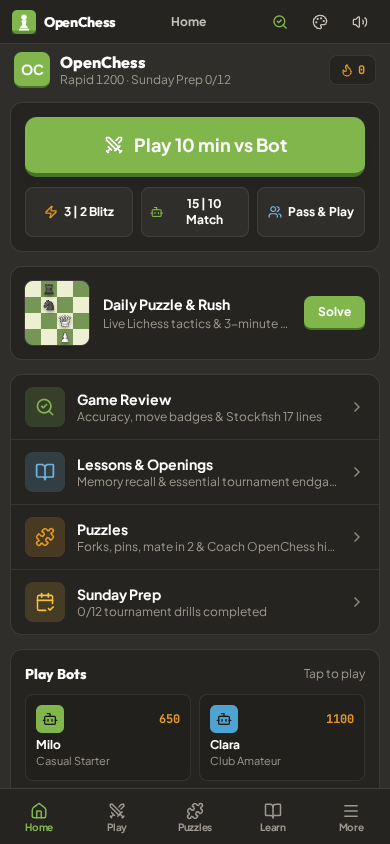 OpenChess
Home
OC
OpenChess
Rapid 1200 · Sunday Prep 0/12
0
Play 10 min vs Bot
3 | 2 Blitz
15 | 10
Match
Pass & Play
Daily Puzzle & Rush
Live Lichess tactics & 3-minute ...
Solve
Game Review
Accuracy, move badges & Stockfish 17 lines
Lessons & Openings
Memory recall & essential tournament endga...
Puzzles
Forks, pins, mate in 2 & Coach OpenChess hi...
Sunday Prep
0/12 tournament drills completed
Play Bots
Tap to play
650
Milo
Casual Starter
1100
Clara
Club Amateur
Home
Play
Puzzles
Learn
More